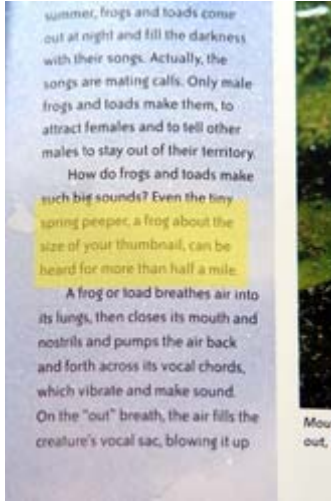 summer, frogs and toads come
out at night and fill the darkness
with their songs. Actually, the
songs are mating calls. Only male
frogs and toads make them, to
attract females and to tell other
males to stay out of their territory.
How do frogs and toads make
such big sounds? Even the tiny
spring peeper, a frog about the
size of your thumbnail, can be
heard for more than half a mile.
A frog or toad breathes air into
its lungs, then closes its mouth and
nostrils and pumps the air back
and forth across its vocal chords,
which vibrate and make sound.
On the "out" breath, the air fills the
creature's vocal sac, blowing it up
out,